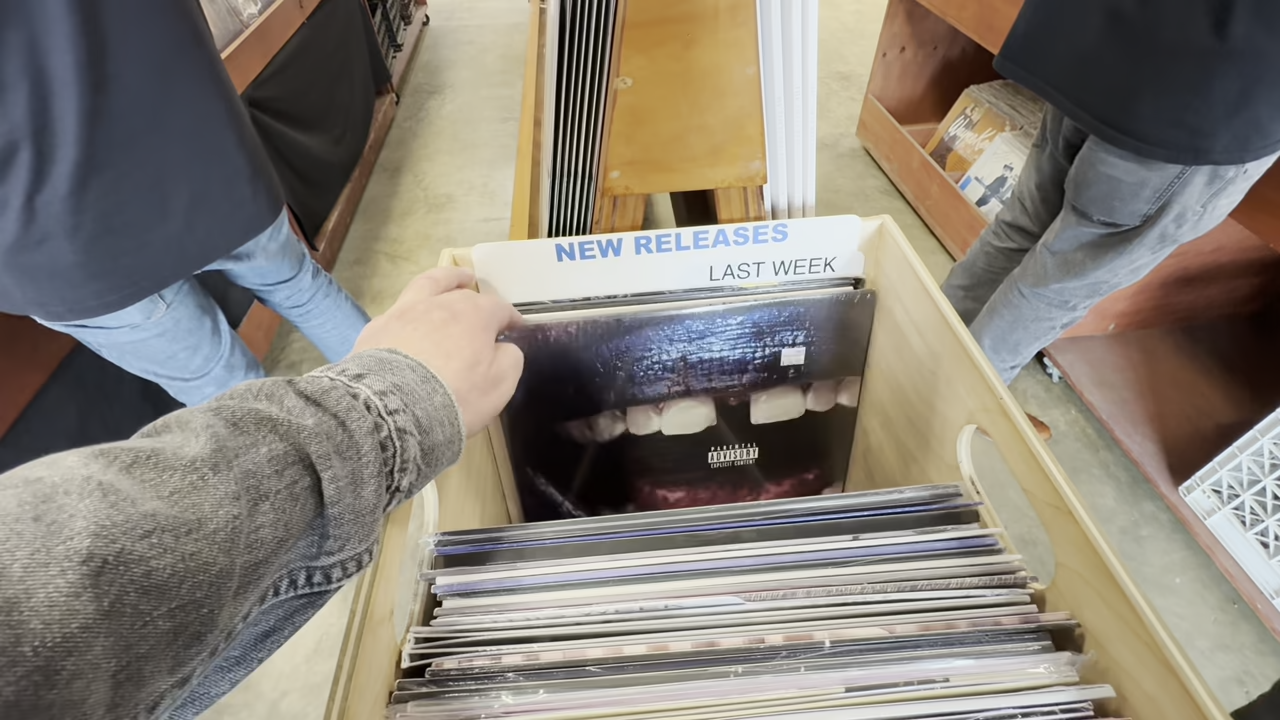 NEW RELEASES
LAST WEEK
PARENTAL
ADVISORY
EXPLICIT CONTENT